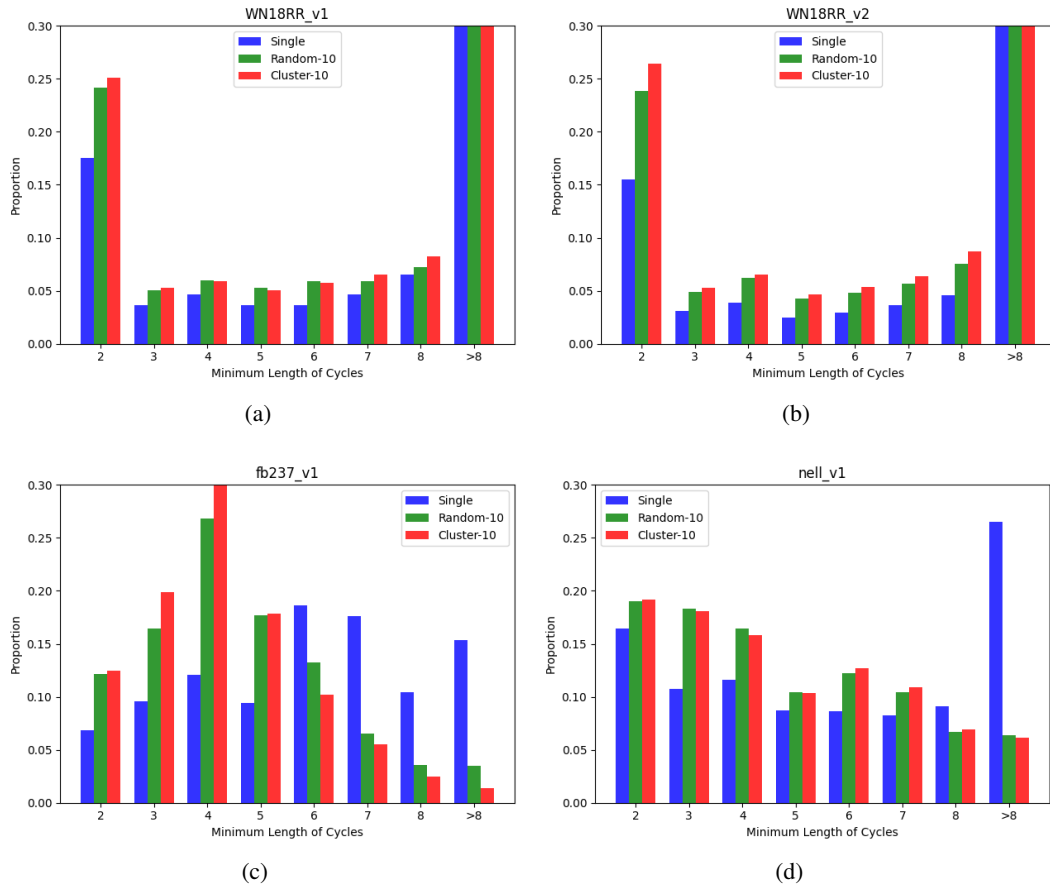 WN18RR_v1
0.30
0.25
0.20
0.15
0.10
0.05
0.00
Proportion
Single
Random-10
Cluster-10
2 3 4 5 6 7 8 >8
Minimum Length of Cycles
(a)
WN18RR_v2
0.30
0.25
0.20
0.15
0.10
0.05
0.00
Proportion
Single
Random-10
Cluster-10
2 3 4 5 6 7 8 >8
Minimum Length of Cycles
(b)
fb237_v1
0.30
0.25
0.20
0.15
0.10
0.05
0.00
Proportion
Single
Random-10
Cluster-10
2 3 4 5 6 7 8 >8
Minimum Length of Cycles
(c)
nell_v1
0.30
0.25
0.20
0.15
0.10
0.05
0.00
Proportion
Single
Random-10
Cluster-10
2 3 4 5 6 7 8 >8
Minimum Length of Cycles
(d)